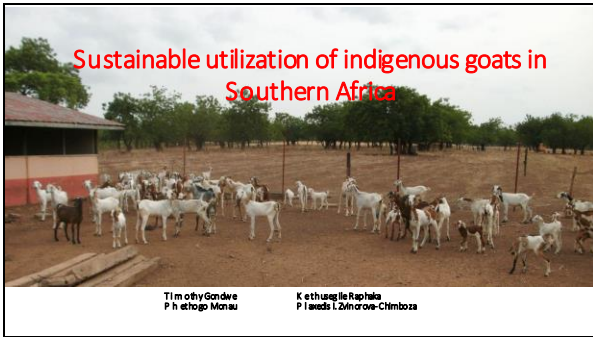 Sustainable utilization of indigenous goats in
Southern Africa
Timothy Gondwe
Phethogo Monau
Kethusegile Raphaka
Plaxedis I. Zvinorova-Chimboza